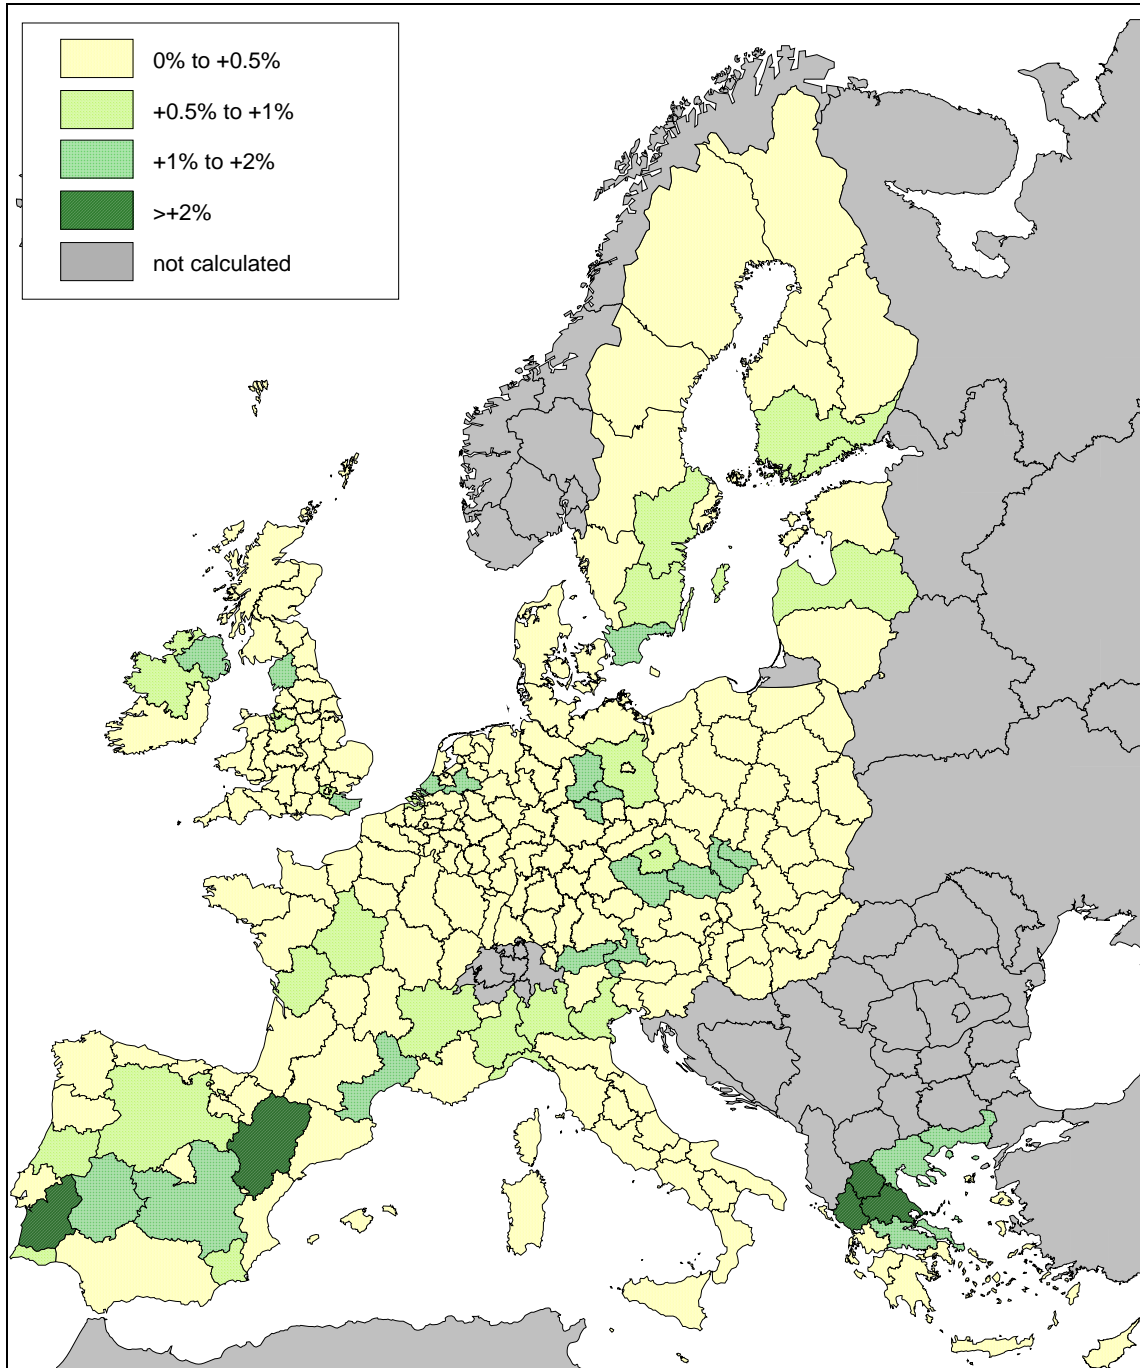 0% to +0.5%
+0.5% to +1%
+1% to +2%
>+2%
not calculated